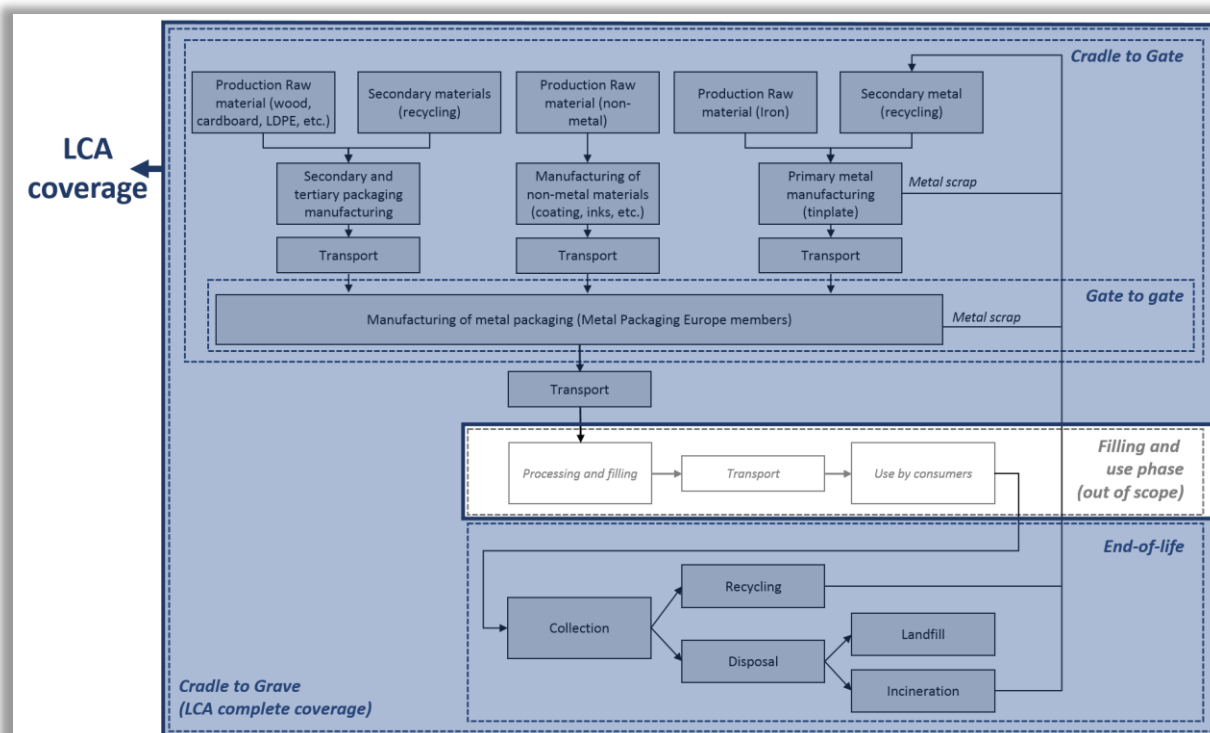 LCA
coverage
Cradle to Gate
Production Raw
material (wood,
cardboard, LDPE, etc.)
Secondary materials
(recycling)
Production Raw
material (non-
metal)
Production Raw
material (Iron)
Secondary metal
(recycling)
Secondary and
tertiary packaging
manufacturing
Manufacturing of
non-metal materials
(coating, inks, etc.)
Primary metal
manufacturing
(tinplate)
Metal scrap
Transport
Transport
Transport
Gate to gate
Manufacturing of metal packaging (Metal Packaging Europe members)
Metal scrap
Transport
Filling and
use phase
(out of scope)
Processing and filling
Transport
Use by consumers
End-of-life
Recycling
Collection
Landfill
Disposal
Incineration
Cradle to Grave
(LCA complete coverage)